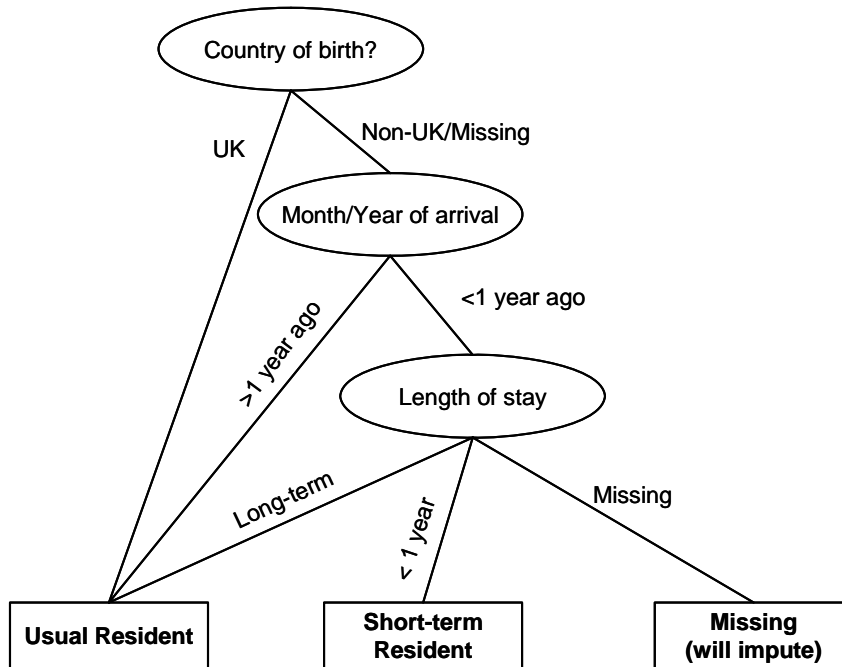 Country of birth?
UK
Non-UK/Missing
Month/Year of arrival
>1 year ago
<1 year ago
Length of stay
Long-term
< 1 year
Missing
Usual Resident
Short-term
Resident
Missing
(will impute)